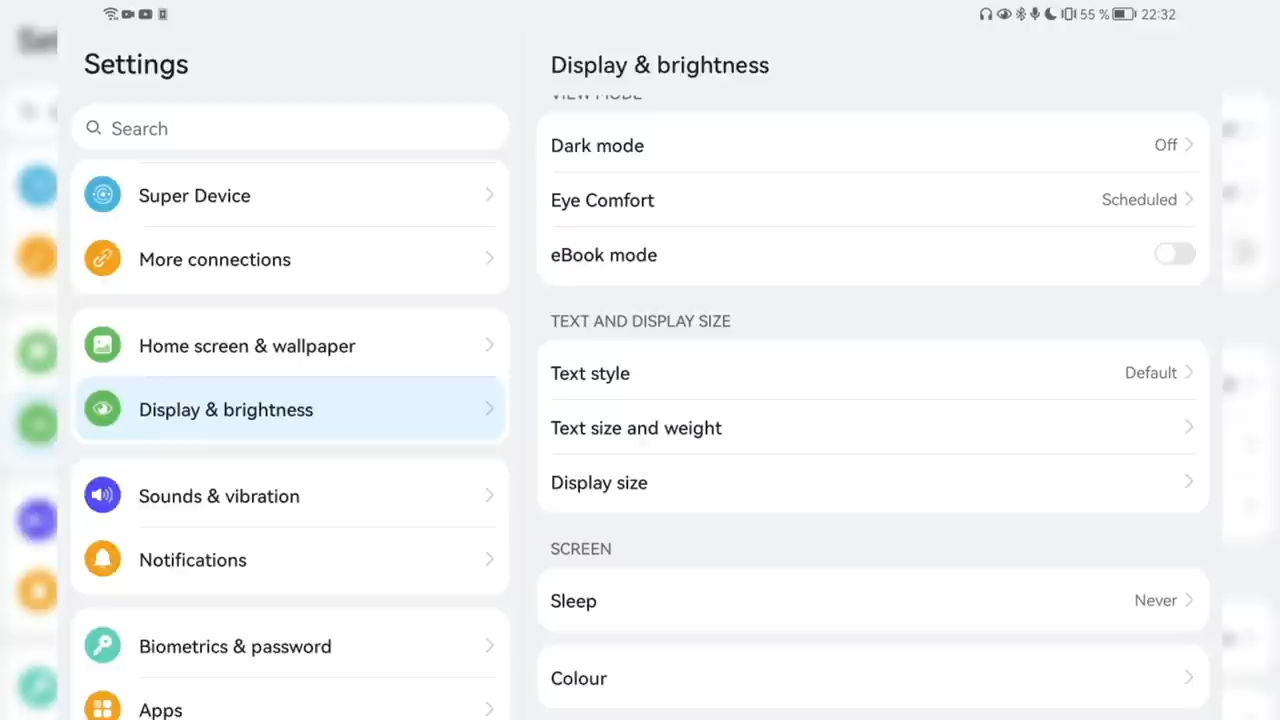 55 % 22:32
Settings
Search
Super Device
More connections
Home screen & wallpaper
Display & brightness
Sounds & vibration
Notifications
Biometrics & password
Apps
Display & brightness
VIEW MODE
Dark mode Off
Eye Comfort Scheduled
eBook mode
TEXT AND DISPLAY SIZE
Text style Default
Text size and weight
Display size
SCREEN
Sleep Never
Colour